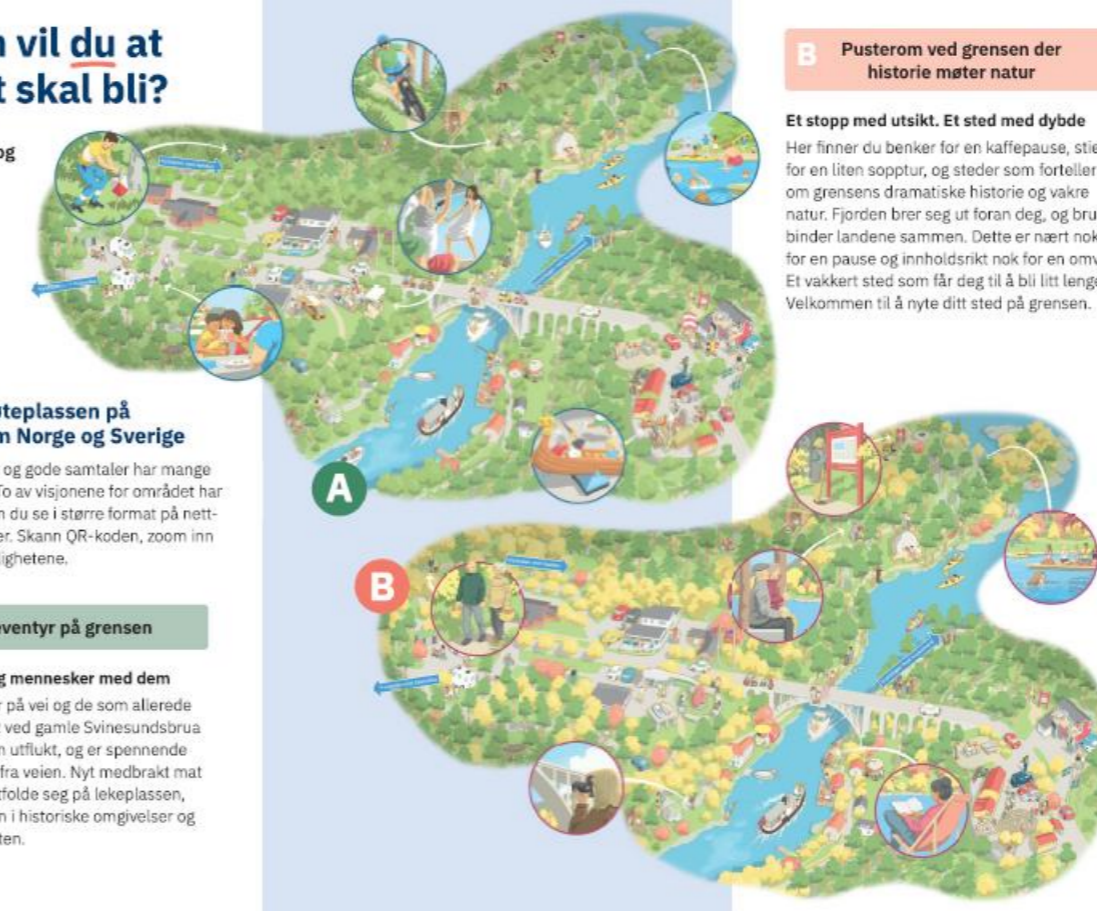 n vil du at
t skal bli?
og
øteplassen på
m Norge og Sverige
og gode samtaler har mange
To av visjonene for området har
n du se i større format på nett-
er. Skann QR-koden, zoom inn
lighetene.
eventyr på grensen
g mennesker med dem
r på vei og de som allerede
t ved gamle Svinesundsbrua
n utflukt, og er spennende
fra veien. Nyt medbrakt mat
tfolde seg på lekeplassen,
n i historiske omgivelser og
ten.
A
B
B Pusterom ved grensen der
historie møter natur
Et stopp med utsikt. Et sted med dybde
Her finner du benker for en kaffepause, stie
for en liten sopptur, og steder som forteller
om grensens dramatiske historie og vakre
natur. Fjorden brer seg ut foran deg, og bru
binder landene sammen. Dette er nært nok
for en pause og innholdsrikt nok for en omv
Et vakkert sted som får deg til å bli litt lenge
Velkommen til å nyte ditt sted på grensen.